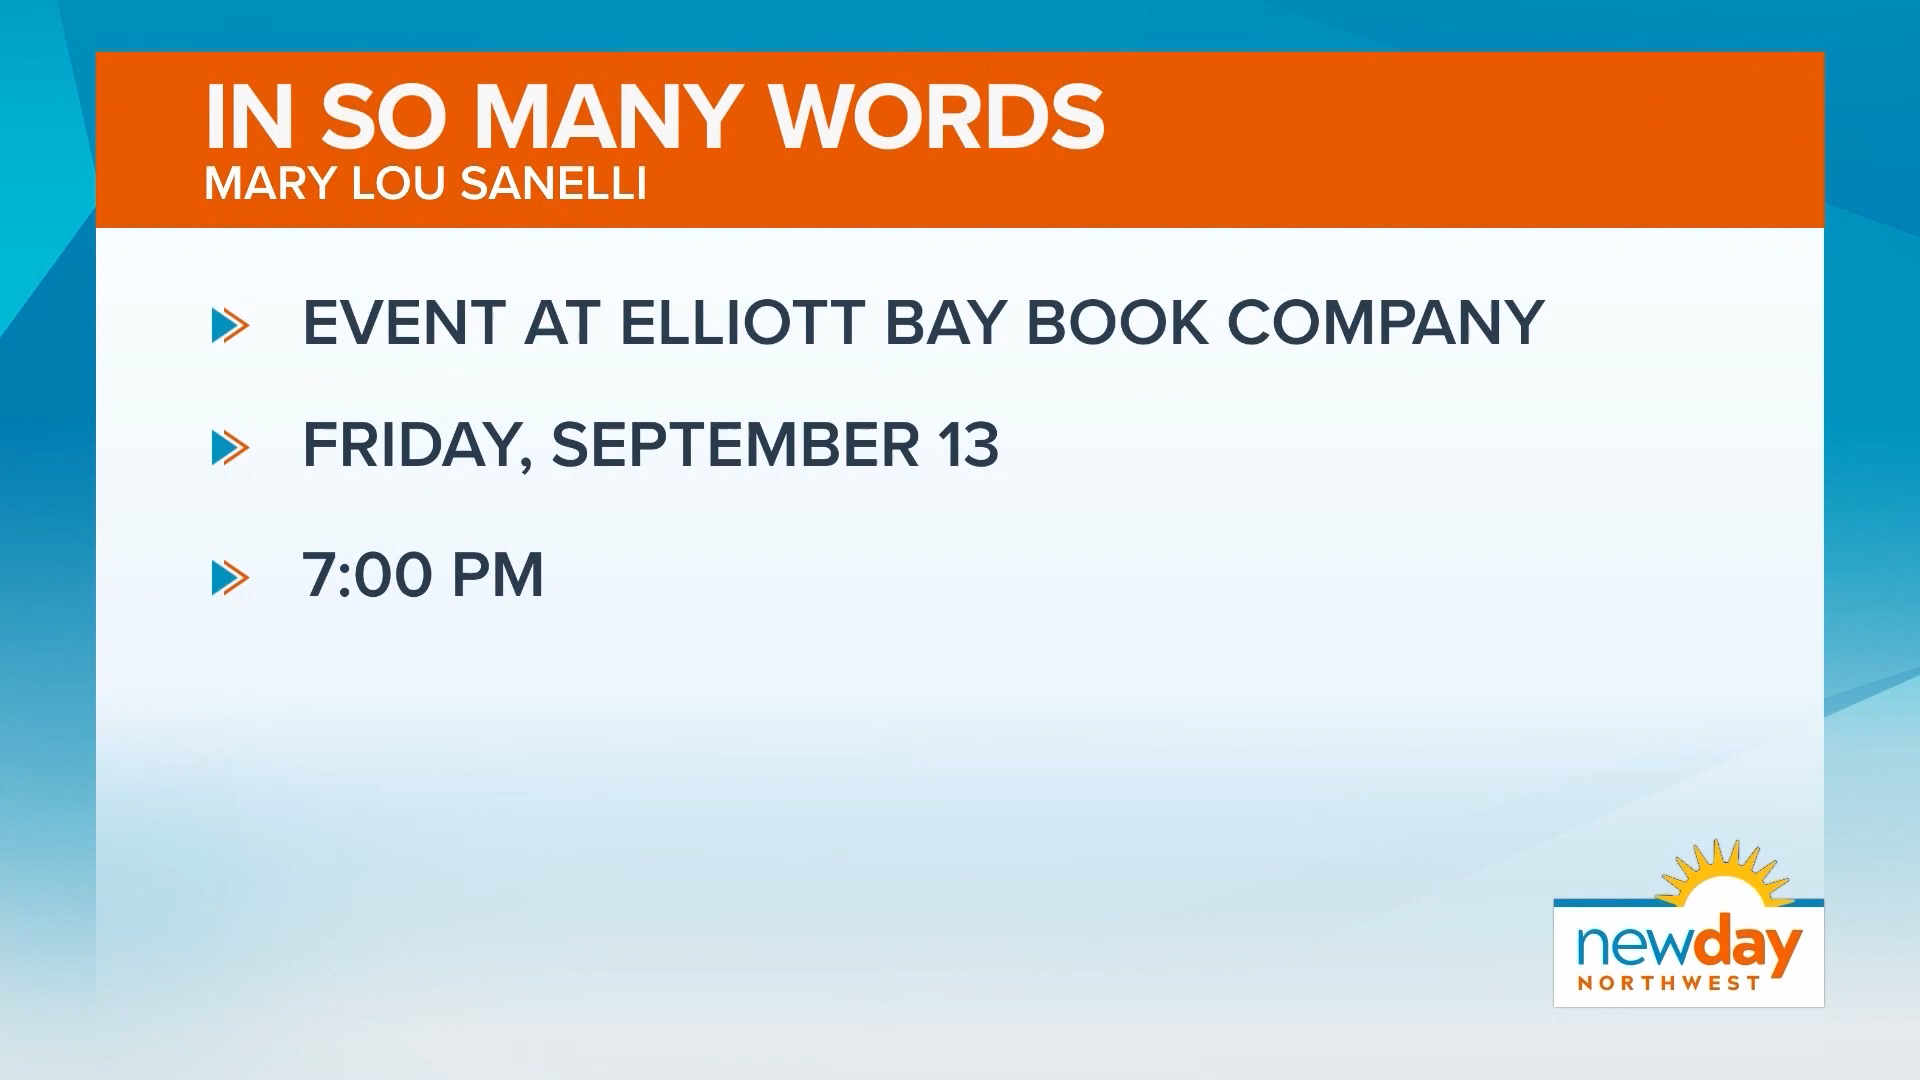 IN SO MANY WORDS
MARY LOU SANELLI
EVENT AT ELLIOTT BAY BOOK COMPANY
FRIDAY, SEPTEMBER 13
7:00 PM
newday
NORTHWEST